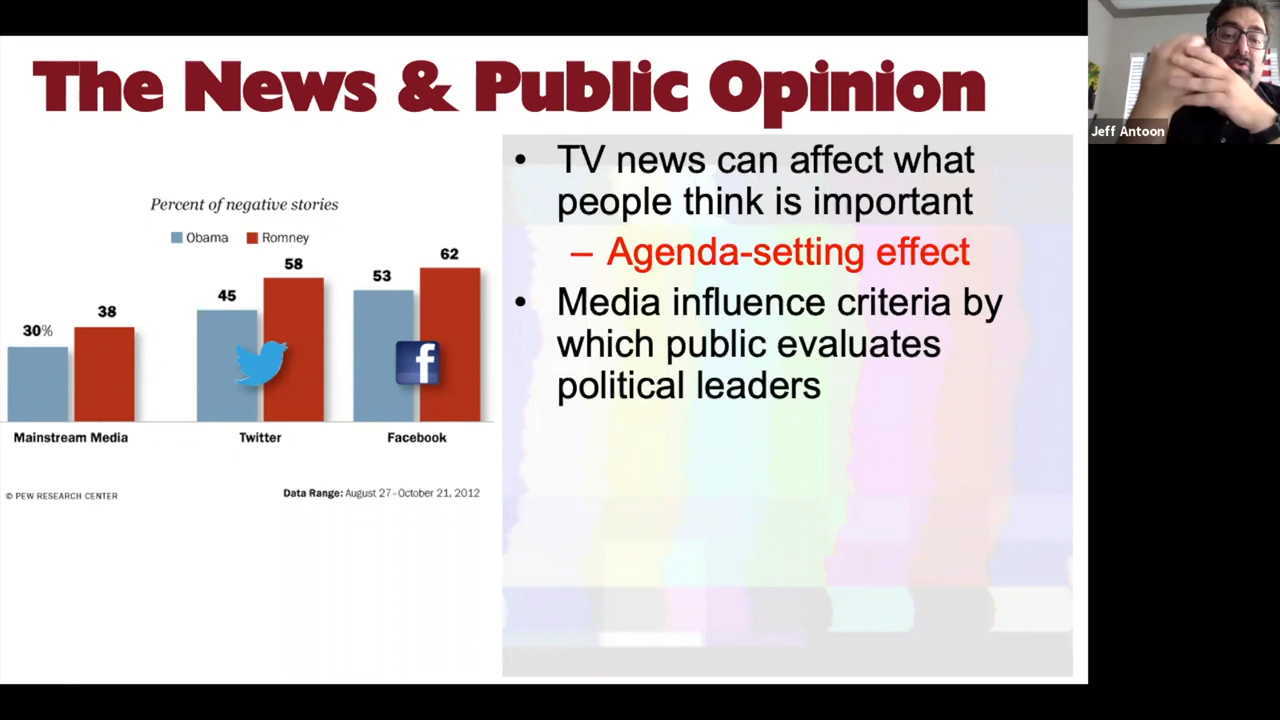 The News & Public Opinion
Jeff Antoon
Percent of negative stories
Obama
Romney
30%
38
45
58
53
62
f
Mainstream Media
Twitter
Facebook
© PEW RESEARCH CENTER
Data Range: August 27–October 21, 2012
• TV news can affect what
people think is important
– Agenda-setting effect
• Media influence criteria by
which public evaluates
political leaders